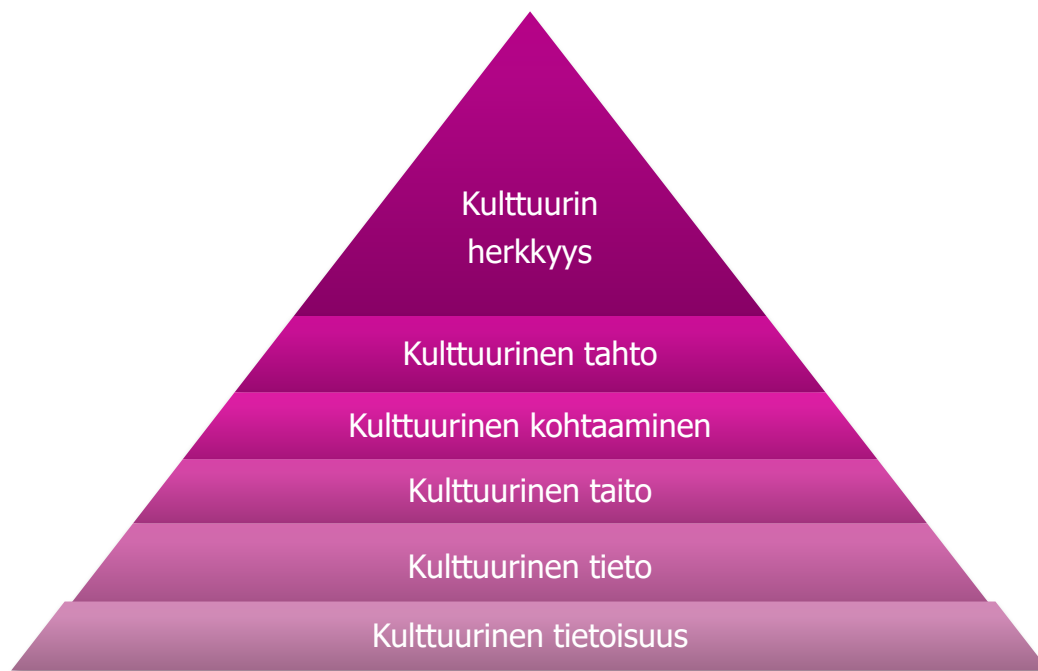 Kulttuurin
herkkyys
Kulttuurinen tahto
Kulttuurinen kohtaaminen
Kulttuurinen taito
Kulttuurinen tieto
Kulttuurinen tietoisuus